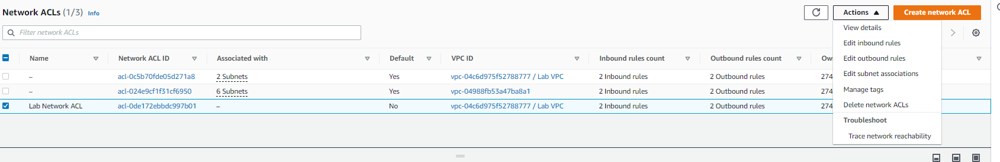 Network ACLs (1/3) Info
Actions ▲ Create network ACL
Filter network ACLs
View details
Edit inbound rules
Edit outbound rules
Edit subnet associations
Manage tags
Delete network ACLs
Troubleshoot
Trace network reachability
Name Network ACL ID Associated with Default VPC ID Inbound rules count Outbound rules count Ow
– acl-0c5b70fde05d271a8 2 Subnets Yes vpc-04c6d975f52788777 / Lab VPC 2 Inbound rules 2 Outbound rules 274
– acl-024e9cf1f31cf6950 6 Subnets Yes vpc-04988fb53a47ba8a1 2 Inbound rules 2 Outbound rules 274
Lab Network ACL acl-0de172ebbdc997b01 – No vpc-04c6d975f52788777 / Lab VPC 2 Inbound rules 2 Outbound rules 274